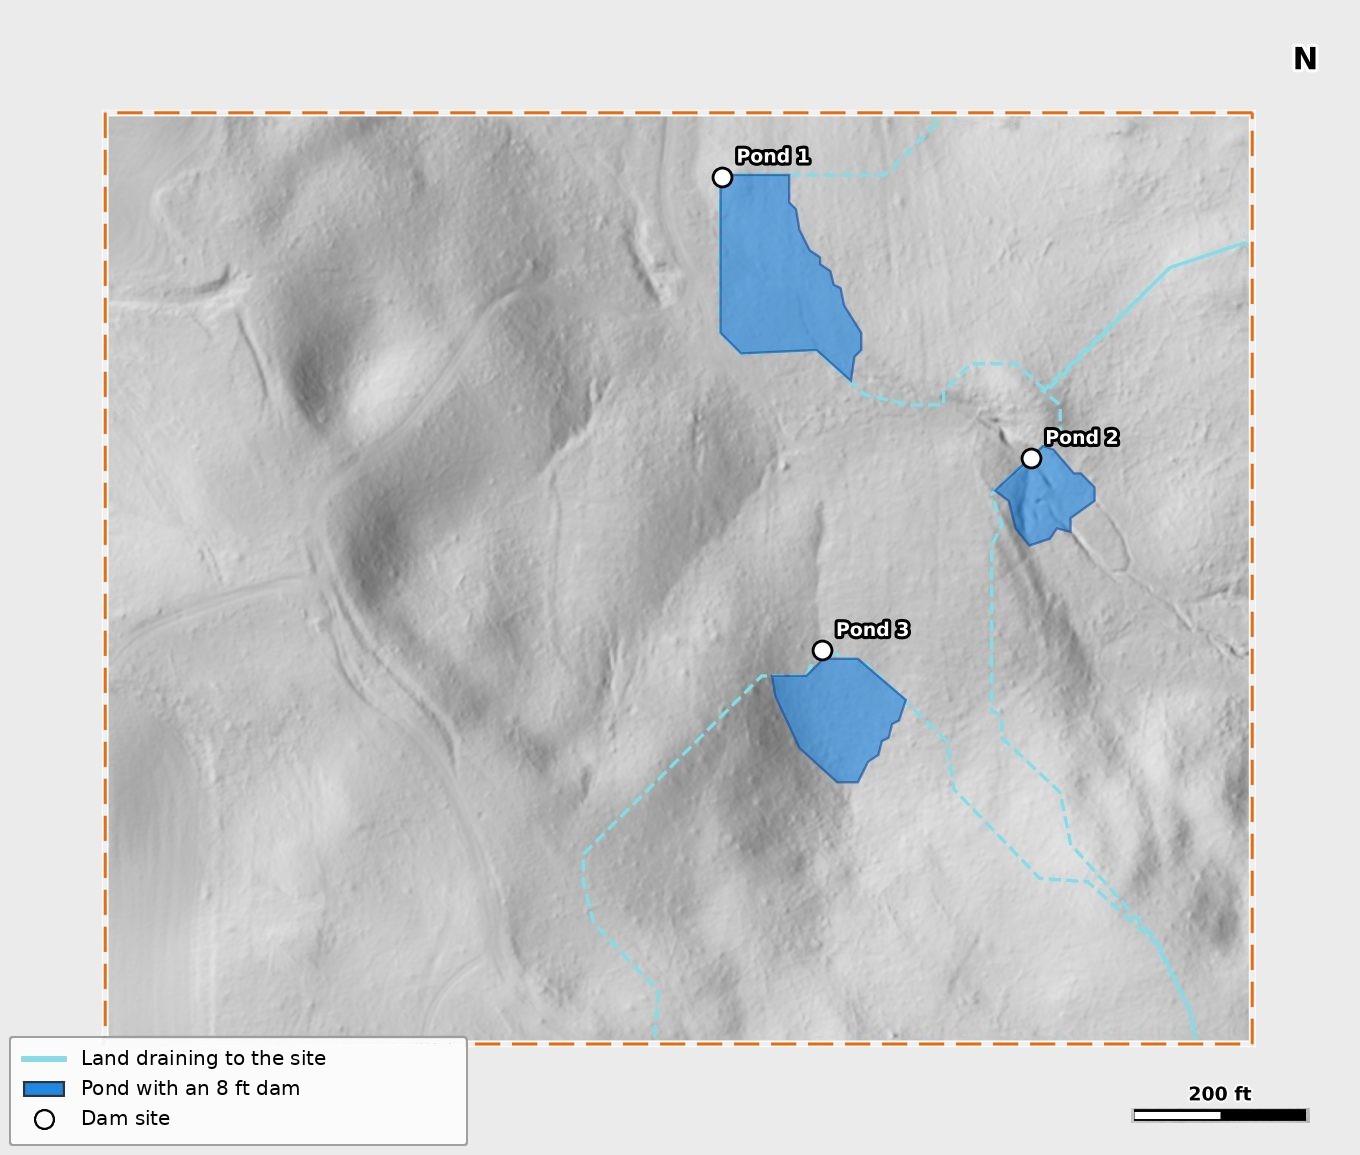 N
Pond 1
Pond 2
Pond 3
Land draining to the site
Pond with an 8 ft dam
Dam site
200 ft